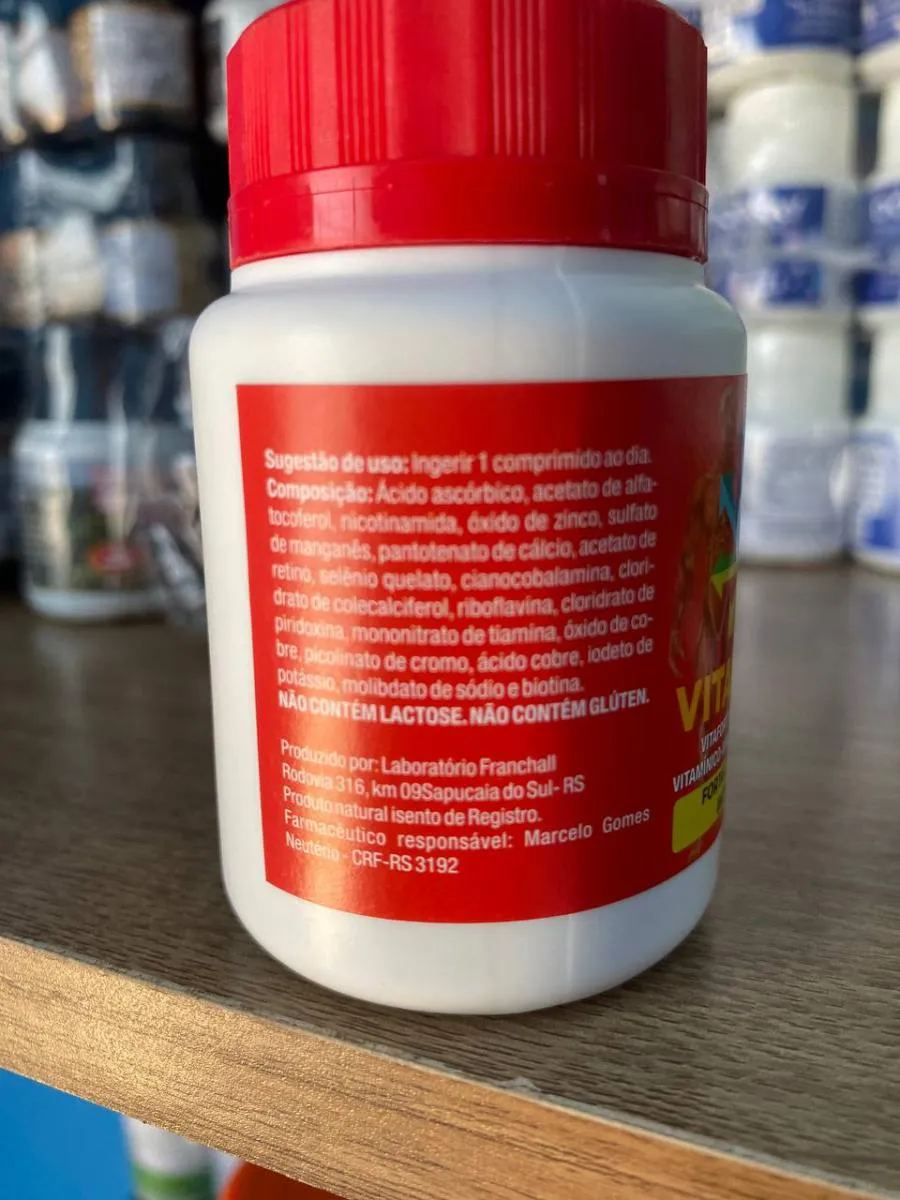 Sugestão de uso: Ingerir 1 comprimido ao dia.
Composição: Ácido ascórbico, acetato de alfa-
tocoferol, nicotinamida, óxido de zinco, sulfato
de manganês, pantotenato de cálcio, acetato de
retino, selênio quelato, cianocobalamina, clori-
drato de colecalciferol, riboflavina, cloridrato de
piridoxina, mononitrato de tiamina, óxido de co-
bre, picolinato de cromo, ácido cobre, iodeto de
potássio, molibdato de sódio e biotina.
NÃO CONTÉM LACTOSE. NÃO CONTÉM GLÚTEN.
Produzido por: Laboratório Franchall
Rodovia 316, km 09Sapucaia do Sul- RS
Produto natural isento de Registro.
Farmacêutico responsável: Marcelo Gomes
Neutério - CRF-RS 3192